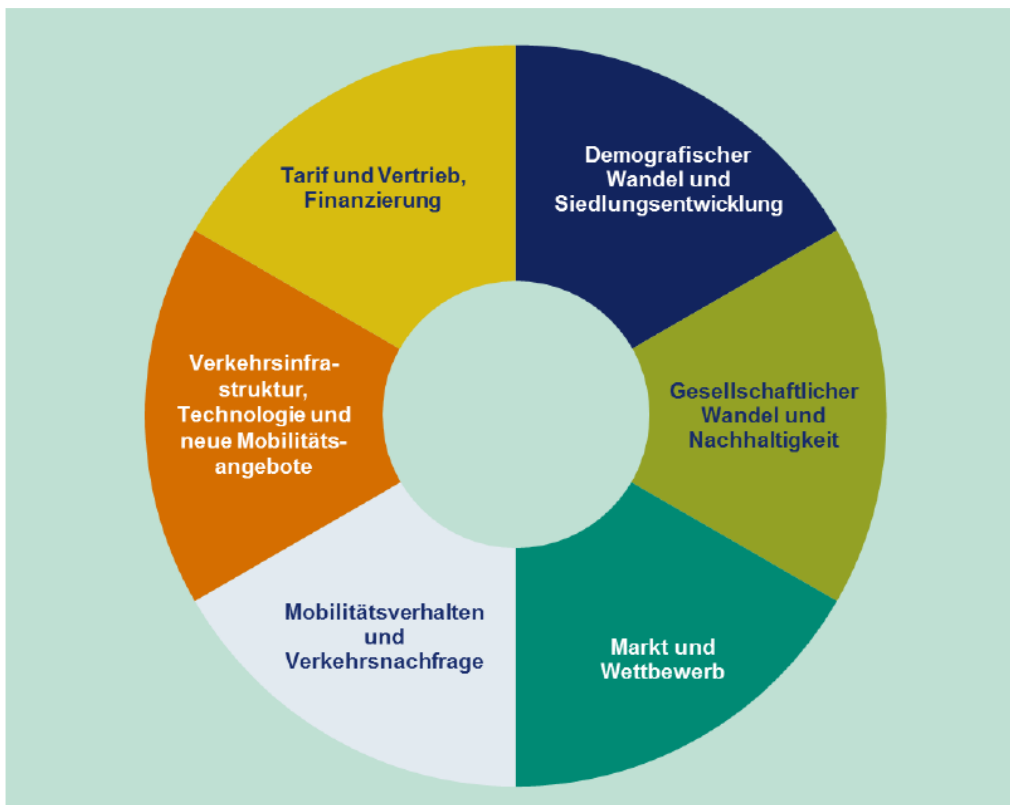 Tarif und Vertrieb,
Finanzierung
Demografischer
Wandel und
Siedlungsentwicklung
Verkehrsinfra-
struktur,
Technologie und
neue Mobilitäts-
angebote
Gesellschaftlicher
Wandel und
Nachhaltigkeit
Mobilitätsverhalten
und
Verkehrsnachfrage
Markt und
Wettbewerb